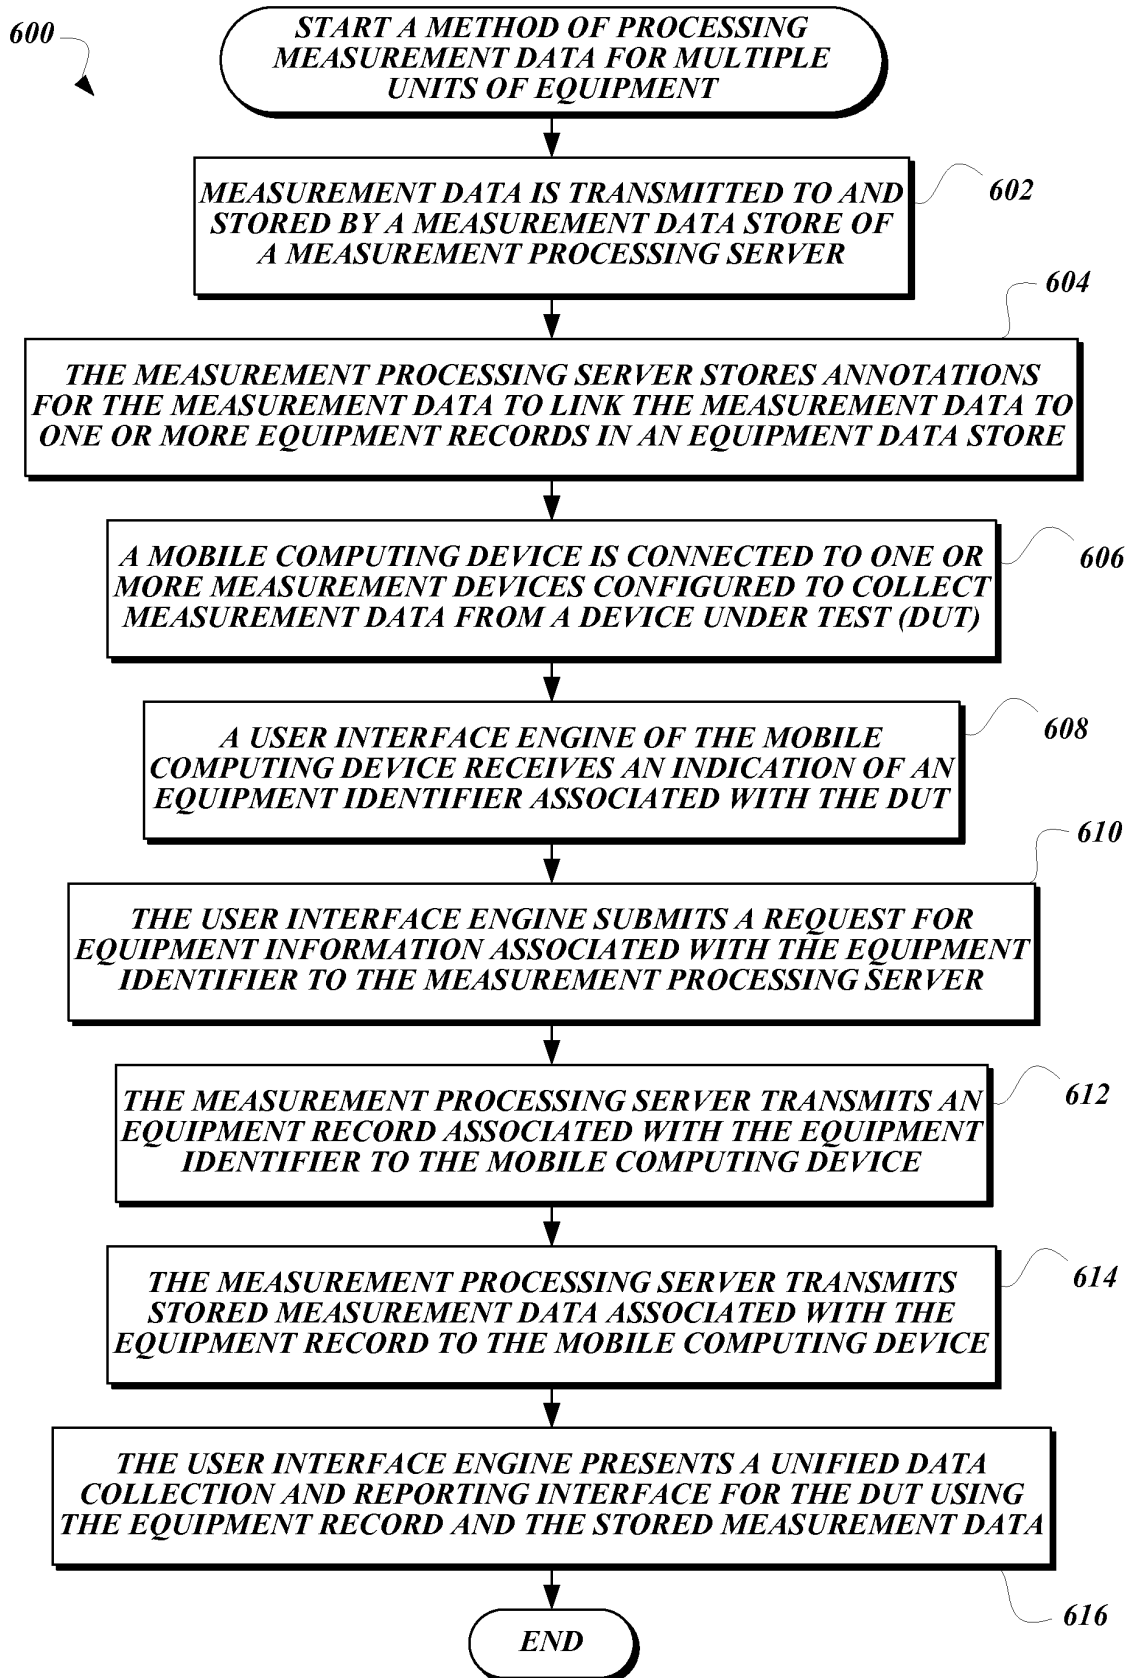 600
START A METHOD OF PROCESSING
MEASUREMENT DATA FOR MULTIPLE
UNITS OF EQUIPMENT
MEASUREMENT DATA IS TRANSMITTED TO AND
STORED BY A MEASUREMENT DATA STORE OF
A MEASUREMENT PROCESSING SERVER
602
604
THE MEASUREMENT PROCESSING SERVER STORES ANNOTATIONS
FOR THE MEASUREMENT DATA TO LINK THE MEASUREMENT DATA TO
ONE OR MORE EQUIPMENT RECORDS IN AN EQUIPMENT DATA STORE
A MOBILE COMPUTING DEVICE IS CONNECTED TO ONE OR
MORE MEASUREMENT DEVICES CONFIGURED TO COLLECT
MEASUREMENT DATA FROM A DEVICE UNDER TEST (DUT)
606
A USER INTERFACE ENGINE OF THE MOBILE
COMPUTING DEVICE RECEIVES AN INDICATION OF AN
EQUIPMENT IDENTIFIER ASSOCIATED WITH THE DUT
608
610
THE USER INTERFACE ENGINE SUBMITS A REQUEST FOR
EQUIPMENT INFORMATION ASSOCIATED WITH THE EQUIPMENT
IDENTIFIER TO THE MEASUREMENT PROCESSING SERVER
THE MEASUREMENT PROCESSING SERVER TRANSMITS AN
EQUIPMENT RECORD ASSOCIATED WITH THE EQUIPMENT
IDENTIFIER TO THE MOBILE COMPUTING DEVICE
612
THE MEASUREMENT PROCESSING SERVER TRANSMITS
STORED MEASUREMENT DATA ASSOCIATED WITH THE
EQUIPMENT RECORD TO THE MOBILE COMPUTING DEVICE
614
THE USER INTERFACE ENGINE PRESENTS A UNIFIED DATA
COLLECTION AND REPORTING INTERFACE FOR THE DUT USING
THE EQUIPMENT RECORD AND THE STORED MEASUREMENT DATA
616
END